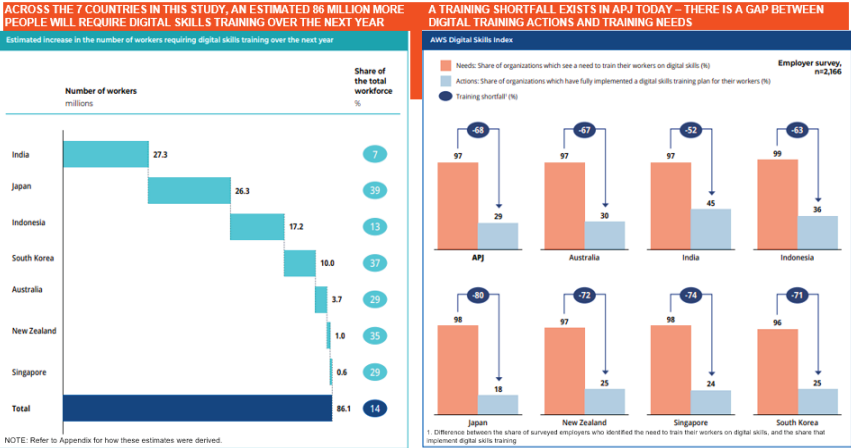 ACROSS THE 7 COUNTRIES IN THIS STUDY, AN ESTIMATED 86 MILLION MORE
PEOPLE WILL REQUIRE DIGITAL SKILLS TRAINING OVER THE NEXT YEAR
Estimated increase in the number of workers requiring digital skills training over the next year
Number of workers
millions
Share of
the total
workforce
%
India 27.3 7
Japan 26.3 39
Indonesia 17.2 13
South Korea 10.0 37
Australia 3.7 29
New Zealand 1.0 35
Singapore 0.6 29
Total 86.1 14
NOTE: Refer to Appendix for how these estimates were derived.
A TRAINING SHORTFALL EXISTS IN APJ TODAY – THERE IS A GAP BETWEEN
DIGITAL TRAINING ACTIONS AND TRAINING NEEDS
AWS Digital Skills Index
Needs: Share of organizations which see a need to train their workers on digital skills (%)
Actions: Share of organizations which have fully implemented a digital skills training plan for their workers (%)
Training shortfall¹ (%)
Employer survey,
n=2,166
-68 -67 -52 -63
97 29 97 30 97 45 99 36
APJ Australia India Indonesia
-80 -72 -74 -71
98 18 97 25 98 24 96 25
Japan New Zealand Singapore South Korea
1. Difference between the share of surveyed employers who identified the need to train their workers on digital skills, and the share that
implement digital skills training